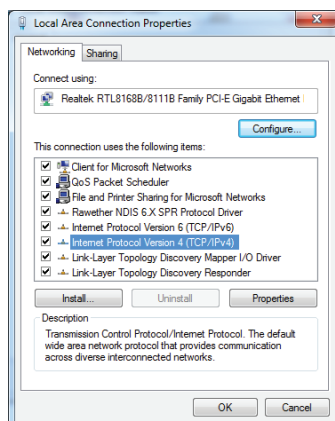 Local Area Connection Properties
Networking
Sharing
Connect using:
Realtek RTL8168B/8111B Family PCI-E Gigabit Ethernet
Configure...
This connection uses the following items:
Client for Microsoft Networks
QoS Packet Scheduler
File and Printer Sharing for Microsoft Networks
Rawether NDIS 6.X SPR Protocol Driver
Internet Protocol Version 6 (TCP/IPv6)
Internet Protocol Version 4 (TCP/IPv4)
Link-Layer Topology Discovery Mapper I/O Driver
Link-Layer Topology Discovery Responder
Install... Uninstall Properties
Description
Transmission Control Protocol/Internet Protocol. The default
wide area network protocol that provides communication
across diverse interconnected networks.
OK Cancel